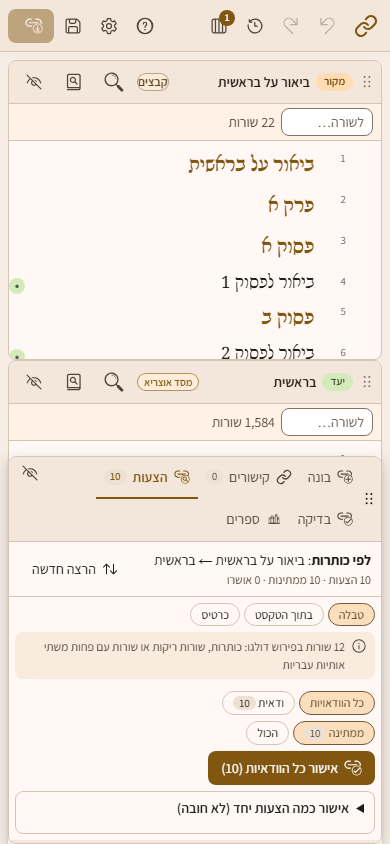 1
מקור
ביאור על בראשית
קבצים
לשורה...
22 שורות
1 ביאור על בראשית
2 פרק א
3 פסוק א
4 ביאור לפסוק 1
5 פסוק ב
6 ביאור לפסוק 2
יעד
בראשית
מסד אוצריא
לשורה...
1,584 שורות
בונה
קישורים 0
הצעות 10
בדיקה
ספרים
לפי כותרות: ביאור על בראשית ← בראשית
הרצה חדשה
10 הצעות · 10 ממתינות · 0 אושרו
טבלה
בתוך הטקסט
כרטיס
12 שורות בפירוש דולגו: כותרות, שורות ריקות או שורות עם פחות משתי
אותיות עבריות
כל הוודאויות
ודאית 10
ממתינה 10
הכול
אישור כל הוודאיות (10)
◀ אישור כמה הצעות יחד (לא חובה)